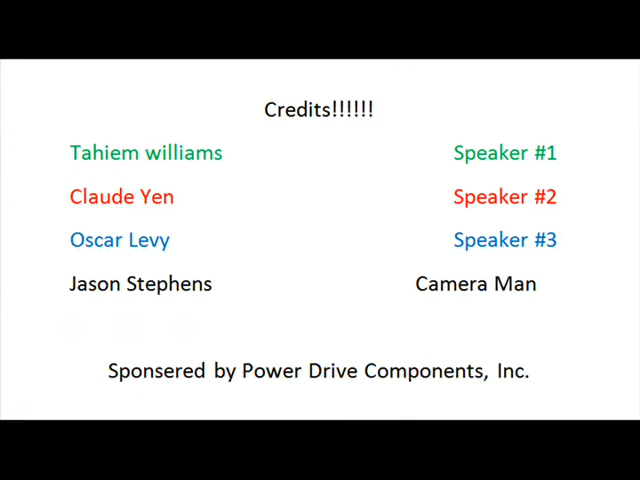 Credits!!!!!!
Tahiem williams Speaker #1
Claude Yen Speaker #2
Oscar Levy Speaker #3
Jason Stephens Camera Man
Sponsered by Power Drive Components, Inc.